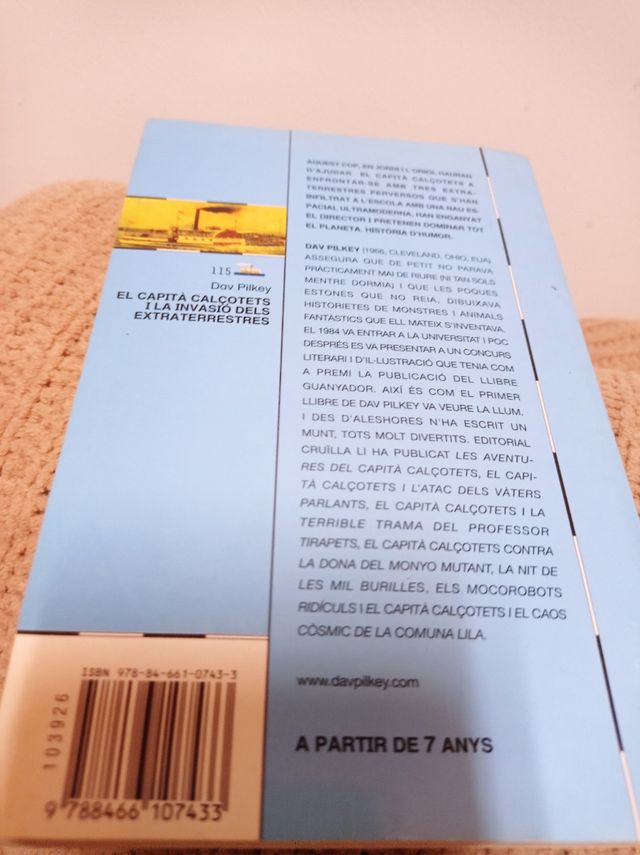 115
Dav Pilkey
EL CAPITÀ CALÇOTETS
I LA INVASIÓ DELS
EXTRATERRESTRES
AQUEST COP, EN JORDI I L'ORIOL HAURAN
D'AJUDAR EL CAPITÀ CALÇOTETS A
ENFRONTAR-SE AMB TRES EXTRA-
TERRESTRES PERVERSOS QUE S'HAN
INFILTRAT A L'ESCOLA AMB UNA NAU ES-
PACIAL ULTRAMODERNA, HAN ENGANYAT
EL DIRECTOR I PRETENEN DOMINAR TOT
EL PLANETA. HISTÒRIA D'HUMOR.
DAV PILKEY (1966, CLEVELAND, OHIO, EUA)
ASSEGURA QUE DE PETIT NO PARAVA
PRÀCTICAMENT MAI DE RIURE (NI TAN SOLS
MENTRE DORMIA) I QUE LES POQUES
ESTONES QUE NO REIA, DIBUIXAVA
HISTORIETES DE MONSTRES I ANIMALS
FANTÀSTICS QUE ELL MATEIX S'INVENTAVA.
EL 1984 VA ENTRAR A LA UNIVERSITAT I POC
DESPRÉS ES VA PRESENTAR A UN CONCURS
LITERARI I D'IL·LUSTRACIÓ QUE TENIA COM
A PREMI LA PUBLICACIÓ DEL LLIBRE
GUANYADOR. AIXÍ ÉS COM EL PRIMER
LLIBRE DE DAV PILKEY VA VEURE LA LLUM.
I DES D'ALESHORES N'HA ESCRIT UN
MUNT, TOTS MOLT DIVERTITS. EDITORIAL
CRUÏLLA LI HA PUBLICAT LES AVENTU-
RES DEL CAPITÀ CALÇOTETS, EL CAPI-
TÀ CALÇOTETS I L'ATAC DELS VÀTERS
PARLANTS, EL CAPITÀ CALÇOTETS I LA
TERRIBLE TRAMA DEL PROFESSOR
TIRAPETS, EL CAPITÀ CALÇOTETS CONTRA
LA DONA DEL MONYO MUTANT, LA NIT DE
LES MIL BURILLES, ELS MOCOROBOTS
RIDÍCULS I EL CAPITÀ CALÇOTETS I EL CAOS
CÒSMIC DE LA COMUNA LILA.
www.davpilkey.com
A PARTIR DE 7 ANYS
ISBN 978-84-661-0743-3
103926
9 788466 107433